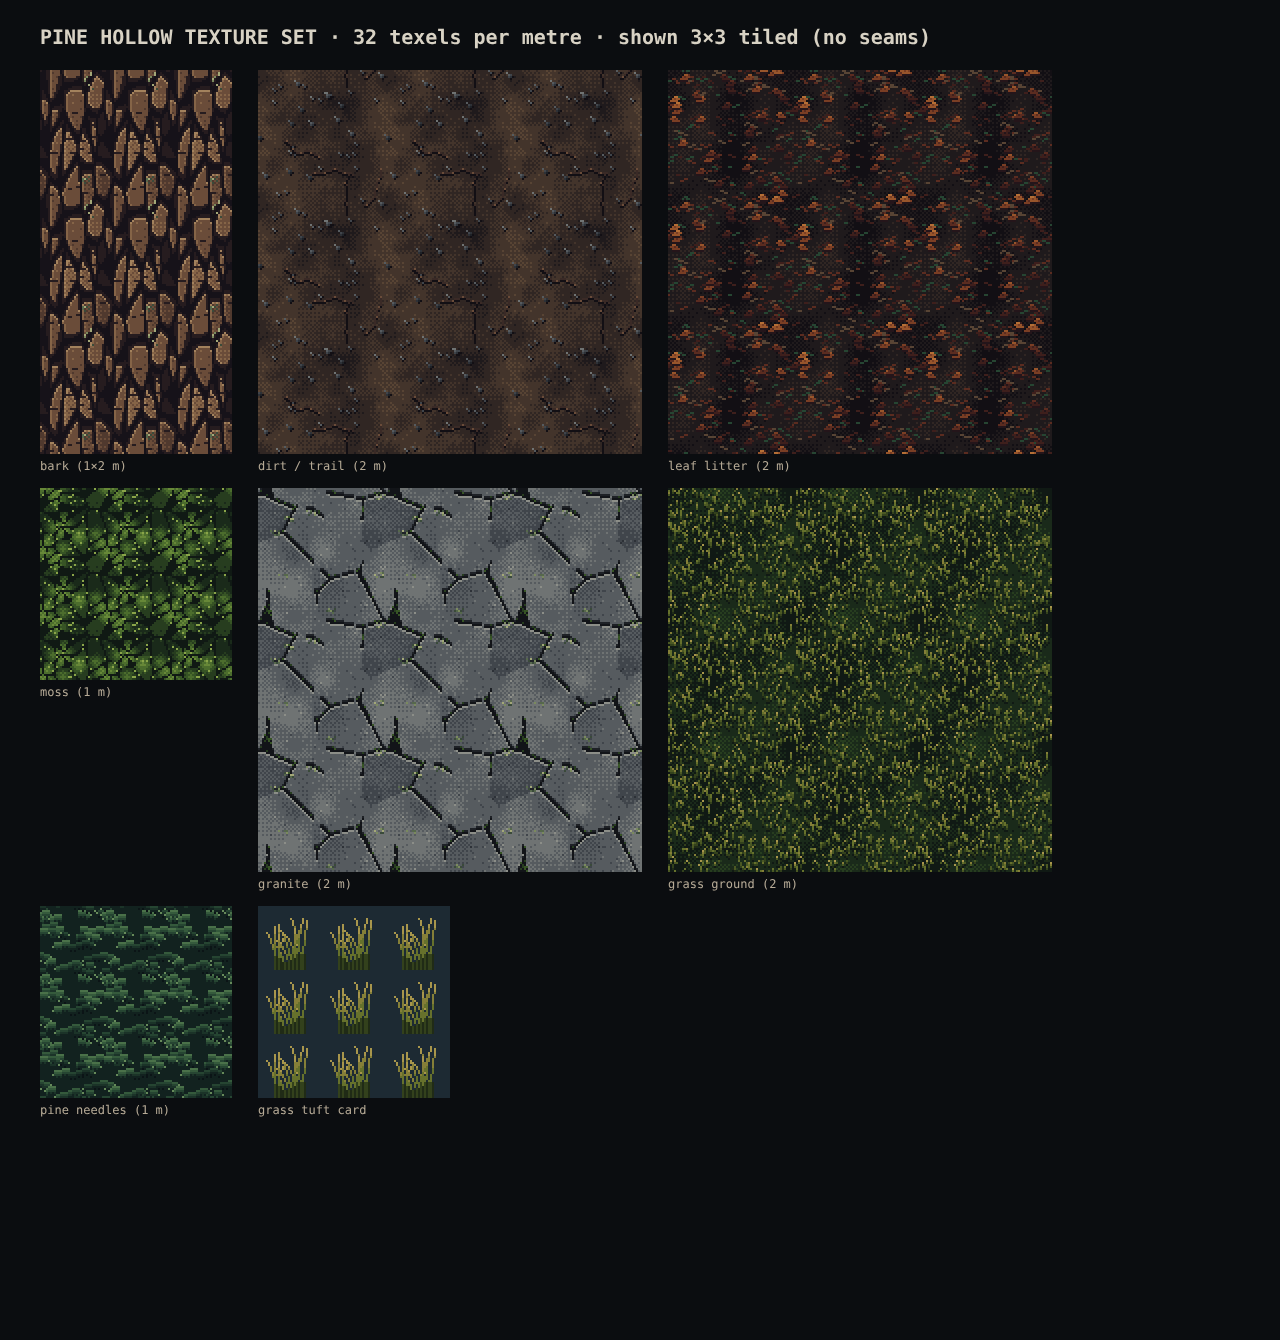 PINE HOLLOW TEXTURE SET · 32 texels per metre · shown 3×3 tiled (no seams)
bark (1×2 m)
dirt / trail (2 m)
leaf litter (2 m)
moss (1 m)
granite (2 m)
grass ground (2 m)
pine needles (1 m)
grass tuft card